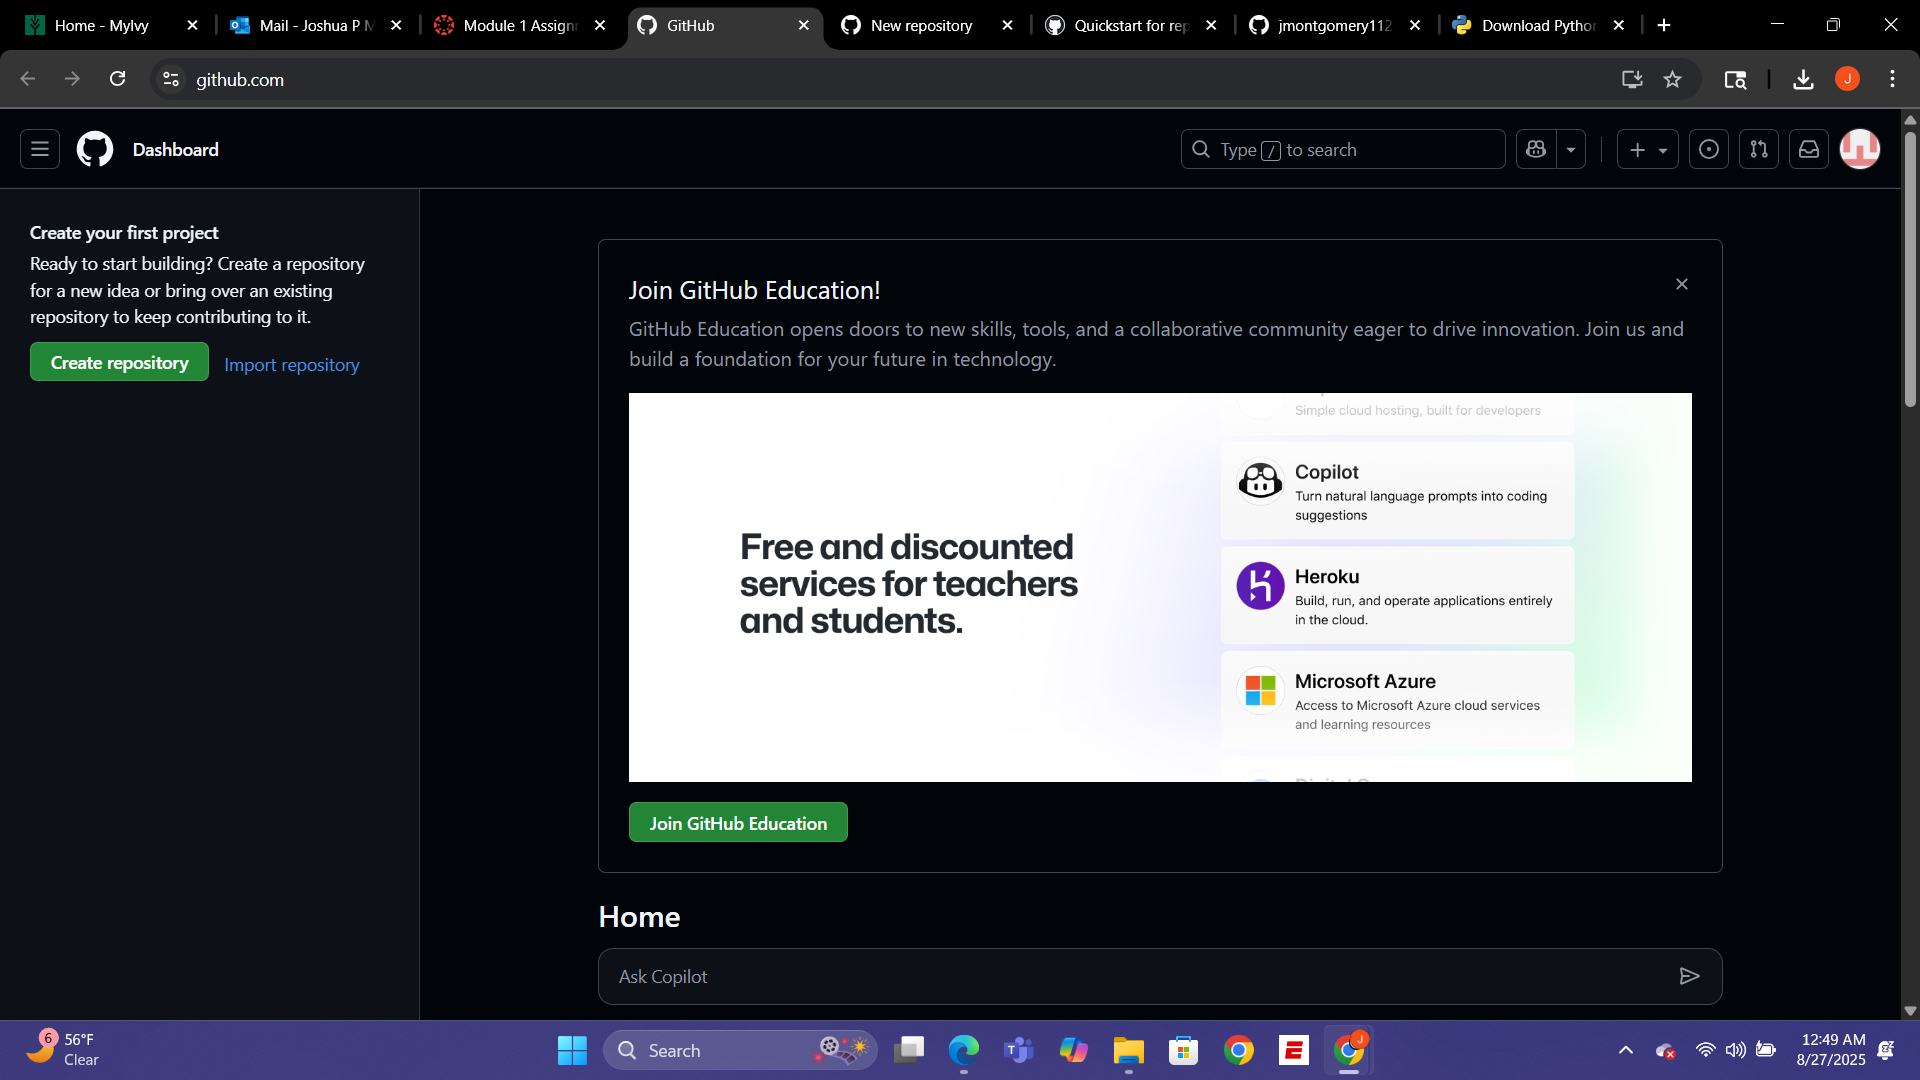 Home - MyIvy
Mail - Joshua P M
Module 1 Assign
GitHub
New repository
Quickstart for rep
jmontgomery112
Download Python
github.com
J
Dashboard
Type / to search
Create your first project
Ready to start building? Create a repository
for a new idea or bring over an existing
repository to keep contributing to it.
Create repository
Import repository
Join GitHub Education!
GitHub Education opens doors to new skills, tools, and a collaborative community eager to drive innovation. Join us and
build a foundation for your future in technology.
Free and discounted
services for teachers
and students.
Simple cloud hosting, built for developers
Copilot
Turn natural language prompts into coding
suggestions
Heroku
Build, run, and operate applications entirely
in the cloud.
Microsoft Azure
Access to Microsoft Azure cloud services
and learning resources
Join GitHub Education
Home
Ask Copilot
6
56°F
Clear
Search
E
J
12:49 AM
8/27/2025